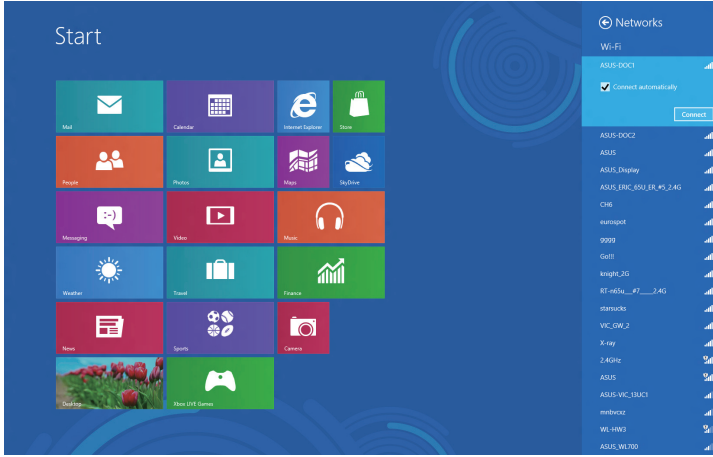 Start
Mail
Calendar
Internet Explorer
Store
People
Photos
Maps
SkyDrive
Messaging
Video
Music
Weather
Travel
Finance
News
Sports
Camera
Desktop
Xbox LIVE Games
Networks
Wi-Fi
ASUS-DOC1
Connect automatically
Connect
ASUS-DOC2
ASUS
ASUS_Display
ASUS_ERIC_65U_ER_#5_2.4G
CH6
eurospot
9999
Go!!!
knight_2G
RT-n65u__#7____2.4G
starsucks
VIC_GW_2
X-ray
2.4GHz
ASUS
ASUS-VIC_13UC1
mnbvcxz
WL-HW3
ASUS_WL700